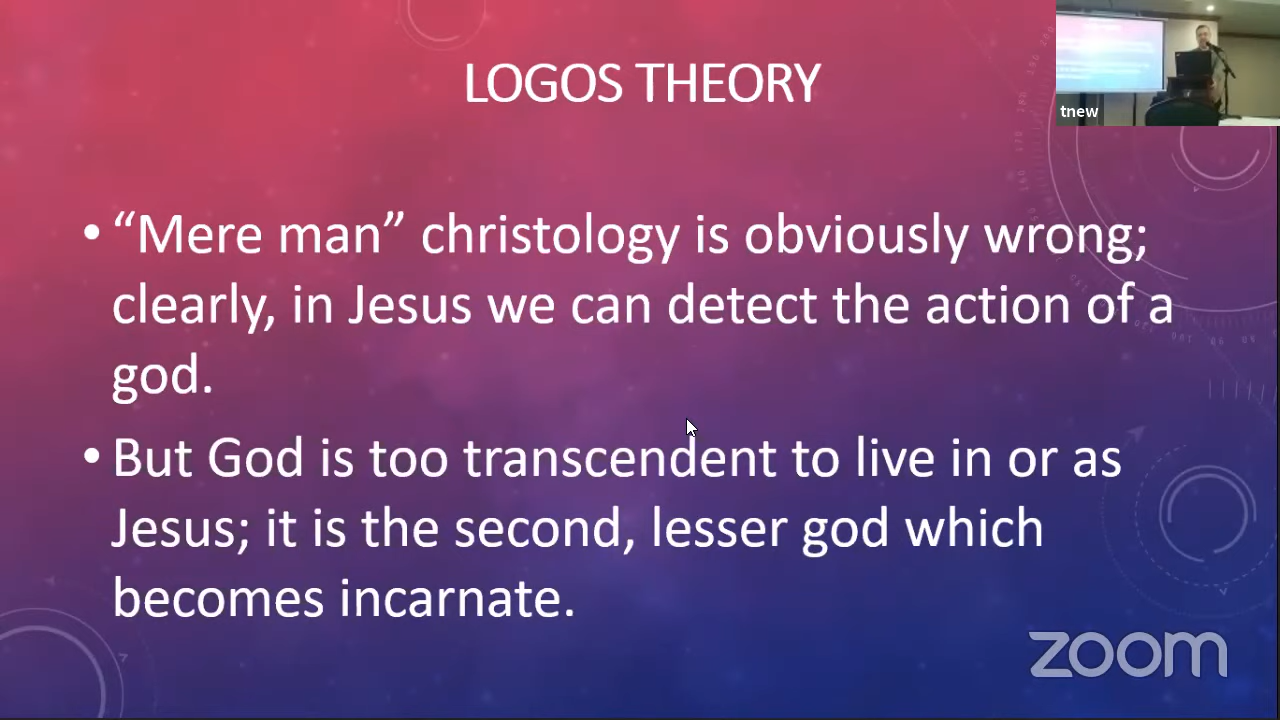 LOGOS THEORY
tnew
• “Mere man” christology is obviously wrong;
clearly, in Jesus we can detect the action of a
god.
• But God is too transcendent to live in or as
Jesus; it is the second, lesser god which
becomes incarnate.
zoom